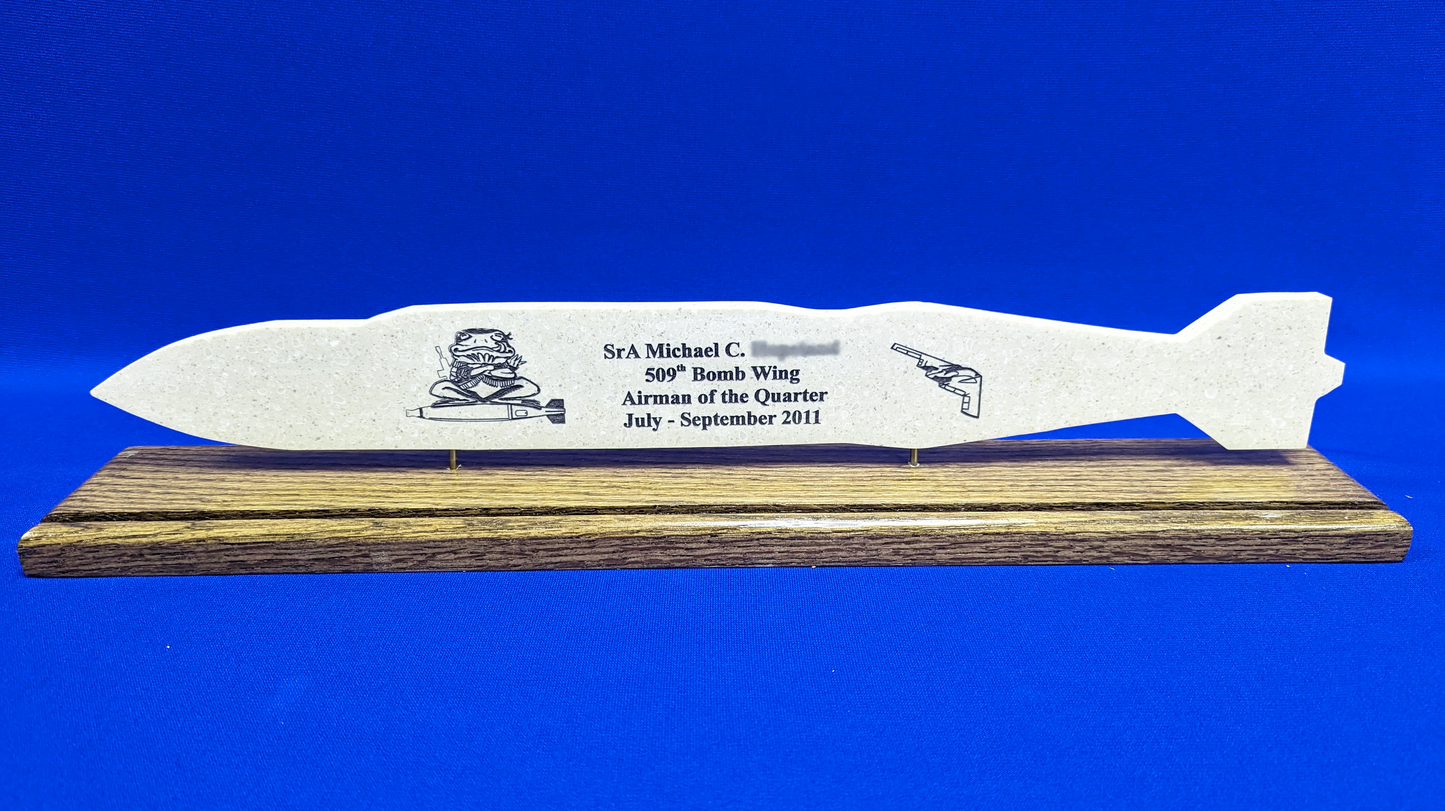 SrA Michael C.
509th Bomb Wing
Airman of the Quarter
July - September 2011